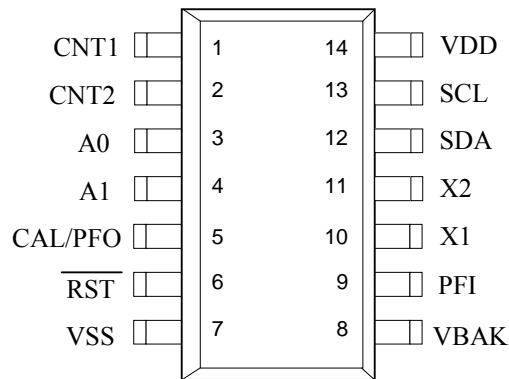 CNT1 1 14 VDD
CNT2 2 13 SCL
A0 3 12 SDA
A1 4 11 X2
CAL/PFO 5 10 X1
RST 6 9 PFI
VSS 7 8 VBAK